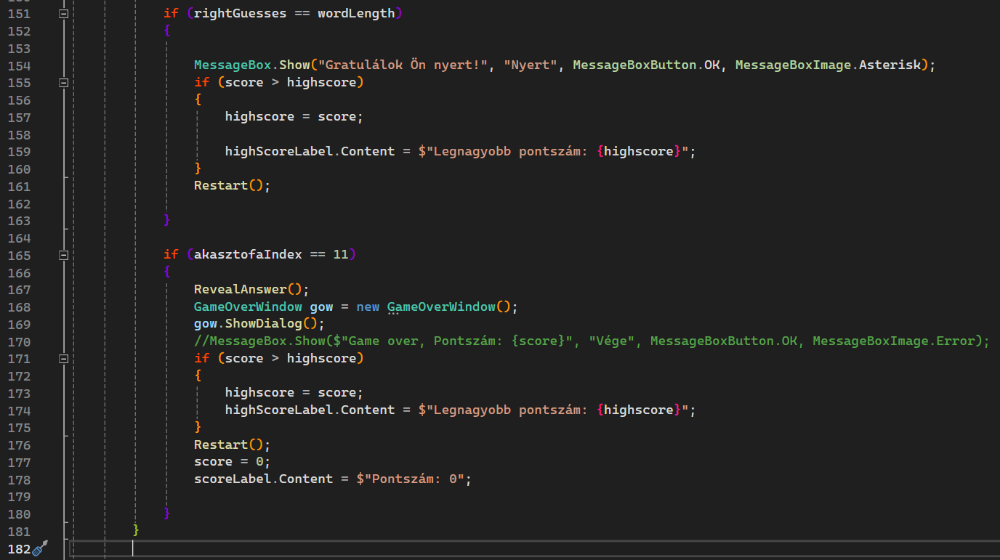 151 if (rightGuesses == wordLength)
152 {
153
154 MessageBox.Show("Gratulálok Ön nyert!", "Nyert", MessageBoxButton.OK, MessageBoxImage.Asterisk);
155 if (score > highscore)
156 {
157 highscore = score;
158
159 highScoreLabel.Content = $"Legnagyobb pontszám: {highscore}";
160 }
161 Restart();
162
163 }
164
165 if (akasztofaIndex == 11)
166 {
167 RevealAnswer();
168 GameOverWindow gow = new GameOverWindow();
169 gow.ShowDialog();
170 //MessageBox.Show($"Game over, Pontszám: {score}", "Vége", MessageBoxButton.OK, MessageBoxImage.Error);
171 if (score > highscore)
172 {
173 highscore = score;
174 highScoreLabel.Content = $"Legnagyobb pontszám: {highscore}";
175 }
176 Restart();
177 score = 0;
178 scoreLabel.Content = $"Pontszám: 0";
179
180 }
181 }
182